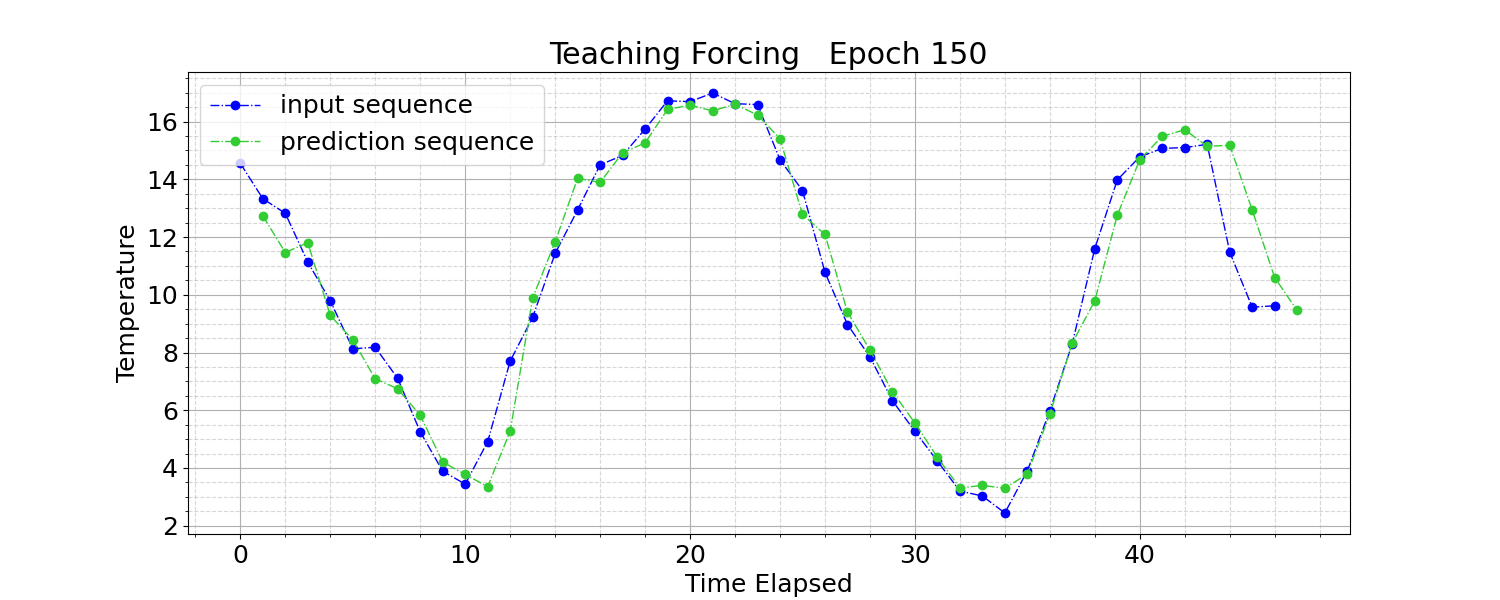 Teaching Forcing   Epoch 150
input sequence
prediction sequence
Temperature
16
14
12
10
8
6
4
2
0 10 20 30 40
Time Elapsed